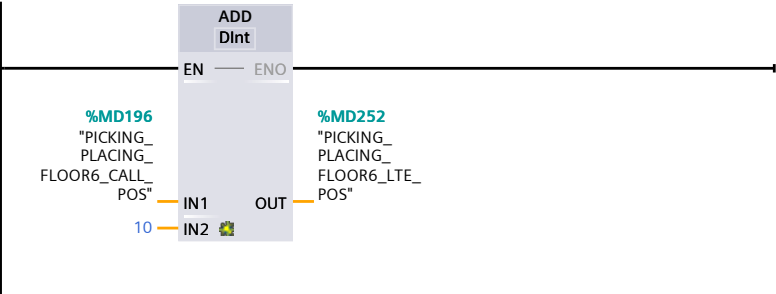 ADD
DInt
EN
ENO
%MD196
"PICKING_
PLACING_
FLOOR6_CALL_
POS"
IN1
10
IN2
%MD252
"PICKING_
PLACING_
FLOOR6_LTE_
POS"
OUT